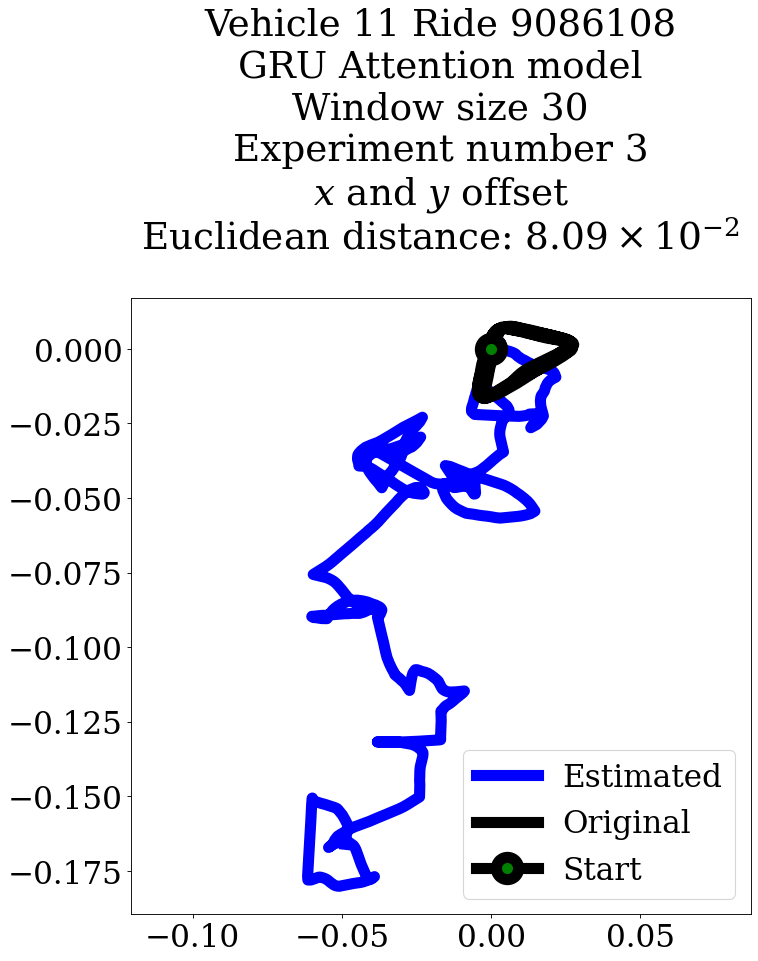 Vehicle 11 Ride 9086108
GRU Attention model
Window size 30
Experiment number 3
x and y offset
Euclidean distance: 8.09 × 10⁻²
0.000
−0.025
−0.050
−0.075
−0.100
−0.125
−0.150
−0.175
Estimated
Original
Start
−0.10 −0.05 0.00 0.05